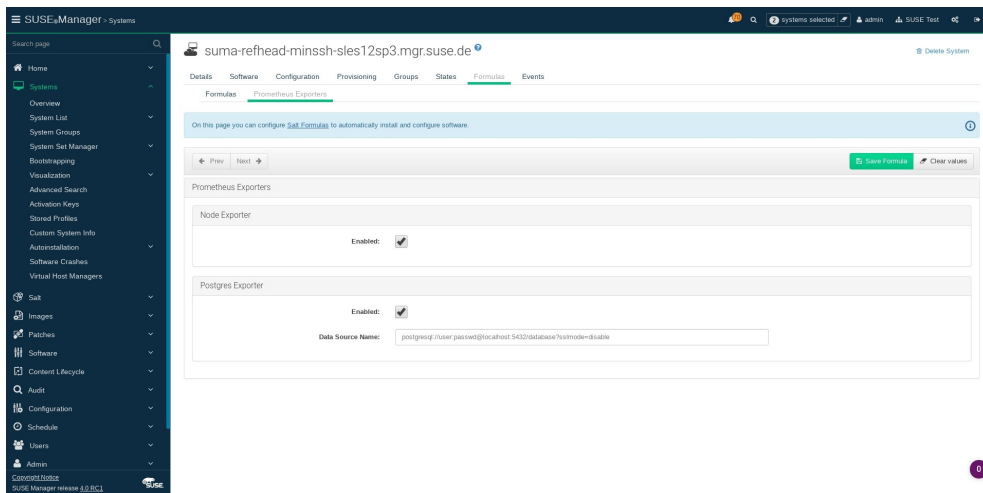 SUSE®Manager > Systems
70
2 systems selected
admin
SUSE Test
Search page
Home
Systems
Overview
System List
System Groups
System Set Manager
Bootstrapping
Visualization
Advanced Search
Activation Keys
Stored Profiles
Custom System Info
Autoinstallation
Software Crashes
Virtual Host Managers
Salt
Images
Patches
Software
Content Lifecycle
Audit
Configuration
Schedule
Users
Admin
Copyright Notice
SUSE Manager release 4.0 RC1
SUSE
suma-refhead-minssh-sles12sp3.mgr.suse.de ?
Delete System
Details Software Configuration Provisioning Groups States Formulas Events
Formulas Prometheus Exporters
On this page you can configure Salt Formulas to automatically install and configure software.
Prev Next
Save Formula Clear values
Prometheus Exporters
Node Exporter
Enabled:
Postgres Exporter
Enabled:
Data Source Name: postgresql://user:passwd@localhost:5432/database?sslmode=disable
0